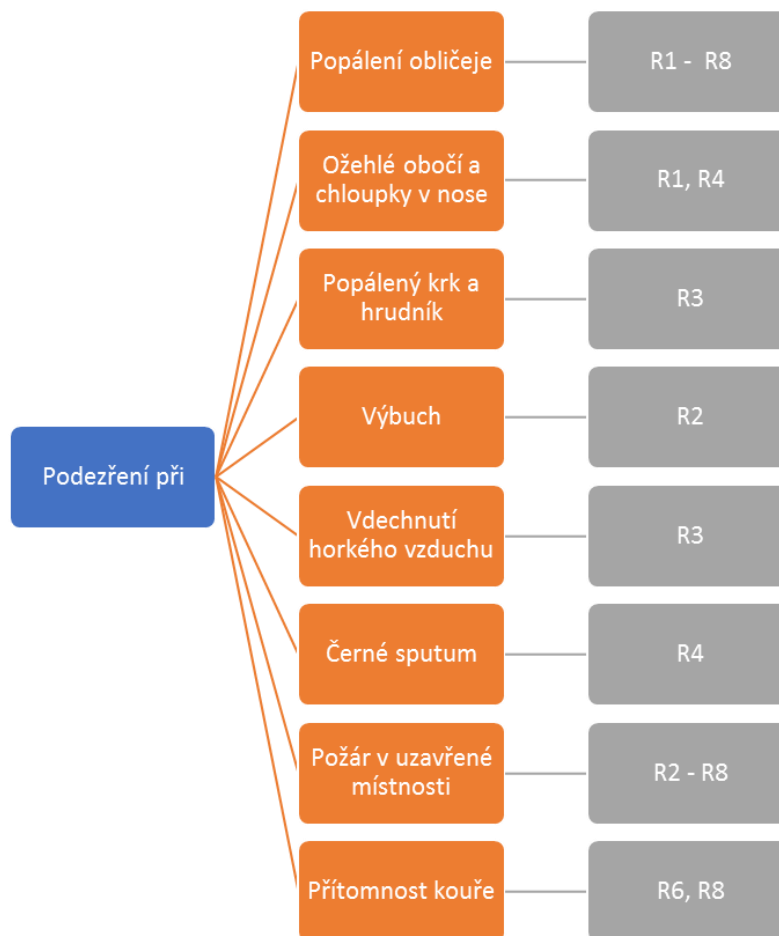 Podezření při
Popálení obličeje
R1 - R8
Ožehlé obočí a
chloupky v nose
R1, R4
Popálený krk a
hrudník
R3
Výbuch
R2
Vdechnutí
horkého vzduchu
R3
Černé sputum
R4
Požár v uzavřené
místnosti
R2 - R8
Přítomnost kouře
R6, R8